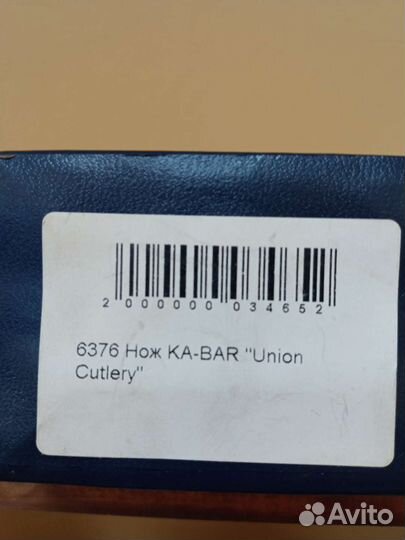 2 000000 034652
6376 Нож KA-BAR "Union
Cutlery"
Avito